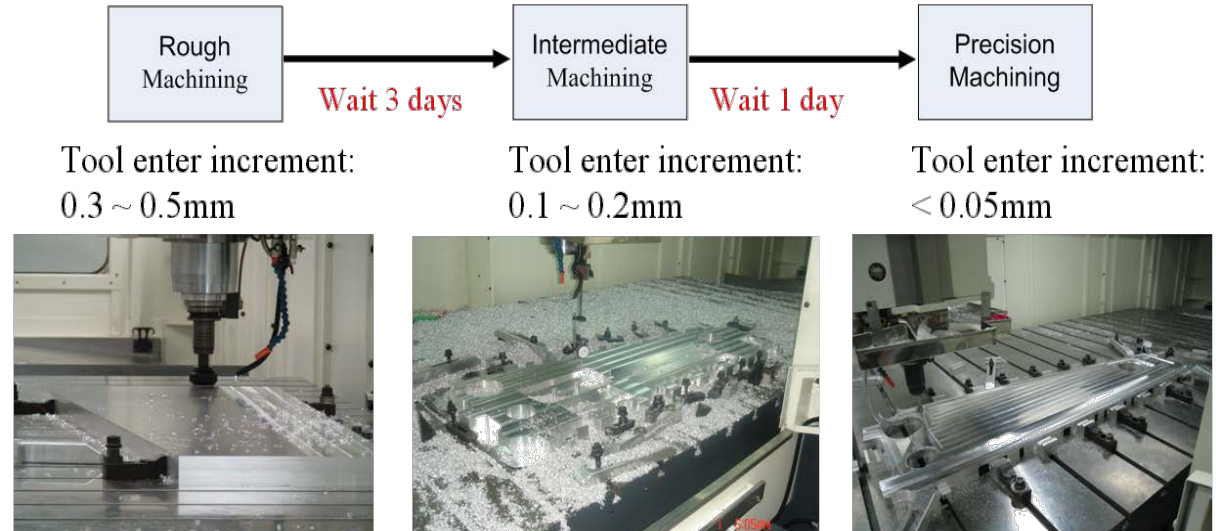 Rough
Machining
Wait 3 days
Intermediate
Machining
Wait 1 day
Precision
Machining
Tool enter increment:
0.3 ~ 0.5mm
Tool enter increment:
0.1 ~ 0.2mm
Tool enter increment:
< 0.05mm